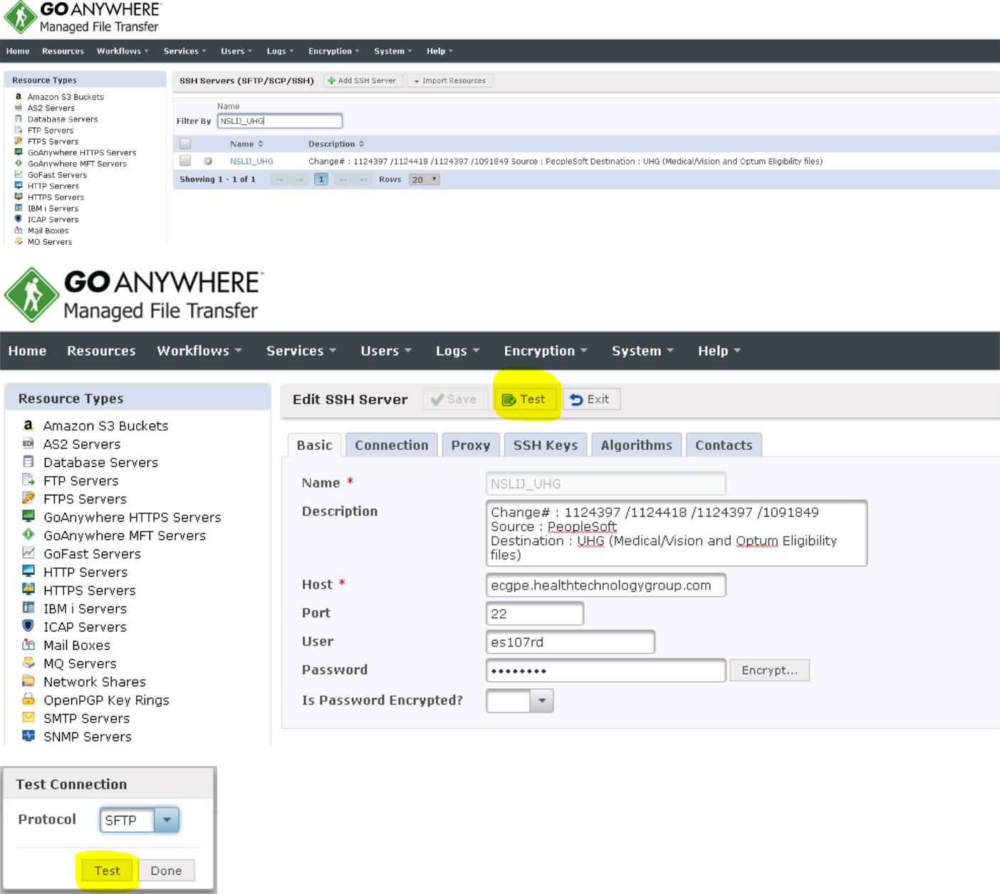 GO ANYWHERE™
Managed File Transfer
Home Resources Workflows Services Users Logs Encryption System Help
Resource Types
a Amazon S3 Buckets
EDI AS2 Servers
Database Servers
FTP Servers
FTPS Servers
GoAnywhere HTTPS Servers
GoAnywhere MFT Servers
GoFast Servers
HTTP Servers
HTTPS Servers
IBM i Servers
ICAP Servers
Mail Boxes
MQ Servers
SSH Servers (SFTP/SCP/SSH) Add SSH Server Import Resources
Name
Filter By NSLIJ_UHG
Name Description
NSLIJ_UHG Change# : 1124397 /1124418 /1124397 /1091849 Source : PeopleSoft Destination : UHG (Medical/Vision and Optum Eligibility files)
Showing 1 - 1 of 1 1 Rows 20
GO ANYWHERE™
Managed File Transfer
Home Resources Workflows Services Users Logs Encryption System Help
Resource Types
a Amazon S3 Buckets
EDI AS2 Servers
Database Servers
FTP Servers
FTPS Servers
GoAnywhere HTTPS Servers
GoAnywhere MFT Servers
GoFast Servers
HTTP Servers
HTTPS Servers
IBM i Servers
ICAP Servers
Mail Boxes
MQ Servers
Network Shares
OpenPGP Key Rings
SMTP Servers
SNMP Servers
Edit SSH Server Save Test Exit
Basic Connection Proxy SSH Keys Algorithms Contacts
Name * NSLIJ_UHG
Description Change# : 1124397 /1124418 /1124397 /1091849
Source : PeopleSoft
Destination : UHG (Medical/Vision and Optum Eligibility
files)
Host * ecgpe.healthtechnologygroup.com
Port 22
User es107rd
Password •••••••• Encrypt...
Is Password Encrypted?
Test Connection
Protocol SFTP
Test Done